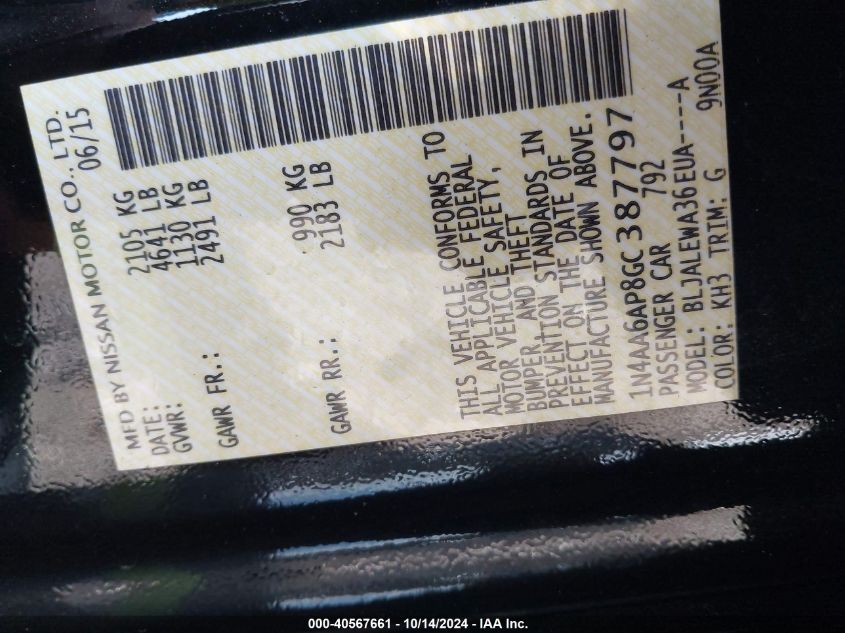 MFD BY NISSAN MOTOR CO., LTD.
DATE: 06/15
GVWR: 2105 KG
4641 LB
GAWR FR.: 1130 KG
2491 LB
GAWR RR.: 990 KG
2183 LB
THIS VEHICLE CONFORMS TO
ALL APPLICABLE FEDERAL
MOTOR VEHICLE SAFETY,
BUMPER, AND THEFT
PREVENTION STANDARDS IN
EFFECT ON THE DATE OF
MANUFACTURE SHOWN ABOVE.
1N4AA6AP8GC387797
PASSENGER CAR 792
MODEL: BLJALEWA36EUA----A
COLOR: KH3 TRIM: G 9N00A
000-40567661 - 10/14/2024 - IAA Inc.